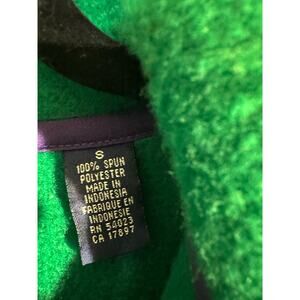 S
100% SPUN
POLYESTER
MADE IN
INDONESIA
FABRIQUE EN
INDONESIE
RN 54023
CA 17897